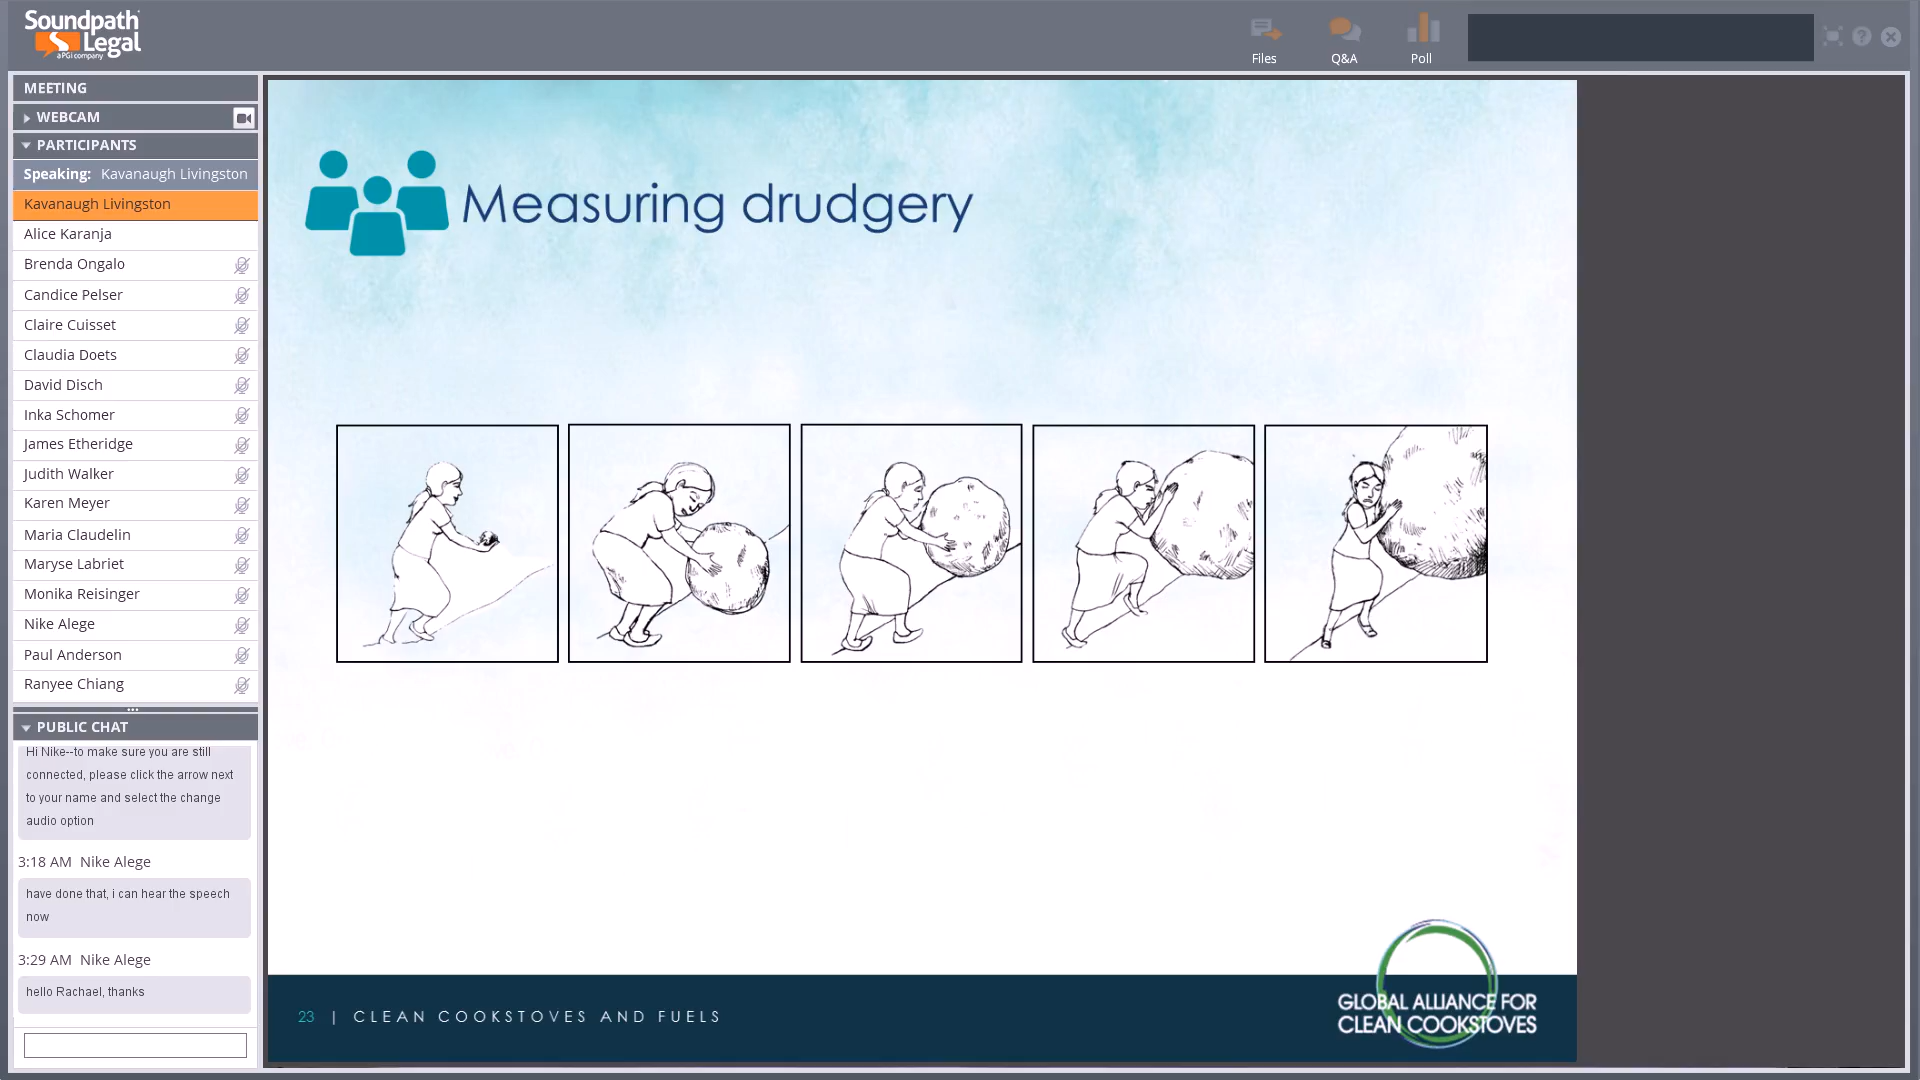 Soundpath
Legal
a PGi company
Files
Q&A
Poll
MEETING
WEBCAM
PARTICIPANTS
Speaking: Kavanaugh Livingston
Kavanaugh Livingston
Alice Karanja
Brenda Ongalo
Candice Pelser
Claire Cuisset
Claudia Doets
David Disch
Inka Schomer
James Etheridge
Judith Walker
Karen Meyer
Maria Claudelin
Maryse Labriet
Monika Reisinger
Nike Alege
Paul Anderson
Ranyee Chiang
PUBLIC CHAT
Hi Nike--to make sure you are still
connected, please click the arrow next
to your name and select the change
audio option
3:18 AM Nike Alege
have done that, i can hear the speech
now
3:29 AM Nike Alege
hello Rachael, thanks
Measuring drudgery
23 | CLEAN COOKSTOVES AND FUELS
GLOBAL ALLIANCE FOR
CLEAN COOKSTOVES